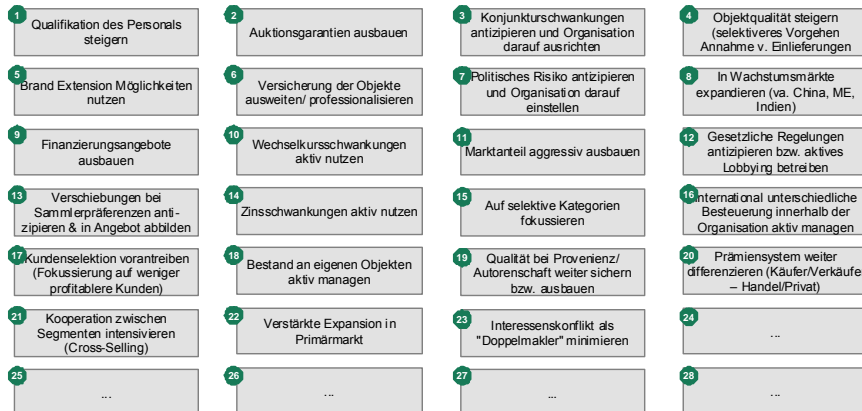 1
Qualifikation des Personals
steigern
2
Auktionsgarantien ausbauen
3
Konjunkturschwankungen
antizipieren und Organisation
darauf ausrichten
4
Objektqualität steigern
(selektiveres Vorgehen
Annahme v. Einlieferungen
5
Brand Extension Möglichkeiten
nutzen
6
Versicherung der Objekte
ausweiten/ professionalisieren
7
Politisches Risiko antizipieren
und Organisation darauf
einstellen
8
In Wachstumsmärkte
expandieren (va. China, ME,
Indien)
9
Finanzierungsangebote
ausbauen
10
Wechselkursschwankungen
aktiv nutzen
11
Marktanteil aggressiv ausbauen
12
Gesetzliche Regelungen
antizipieren bzw. aktives
Lobbying betreiben
13
Verschiebungen bei
Sammlerpräferenzen anti-
zipieren & in Angebot abbilden
14
Zinsschwankungen aktiv nutzen
15
Auf selektive Kategorien
fokussieren
16
International unterschiedliche
Besteuerung innerhalb der
Organisation aktiv managen
17
Kundenselektion vorantreiben
(Fokussierung auf weniger
profitablere Kunden)
18
Bestand an eigenen Objekten
aktiv managen
19
Qualität bei Provenienz/
Autorenschaft weiter sichern
bzw. ausbauen
20
Prämiensystem weiter
differenzieren (Käufer/Verkäufe
– Handel/Privat)
21
Kooperation zwischen
Segmenten intensivieren
(Cross-Selling)
22
Verstärkte Expansion in
Primärmarkt
23
Interessenskonflikt als
"Doppelmakler" minimieren
24
...
25
...
26
...
27
...
28
...